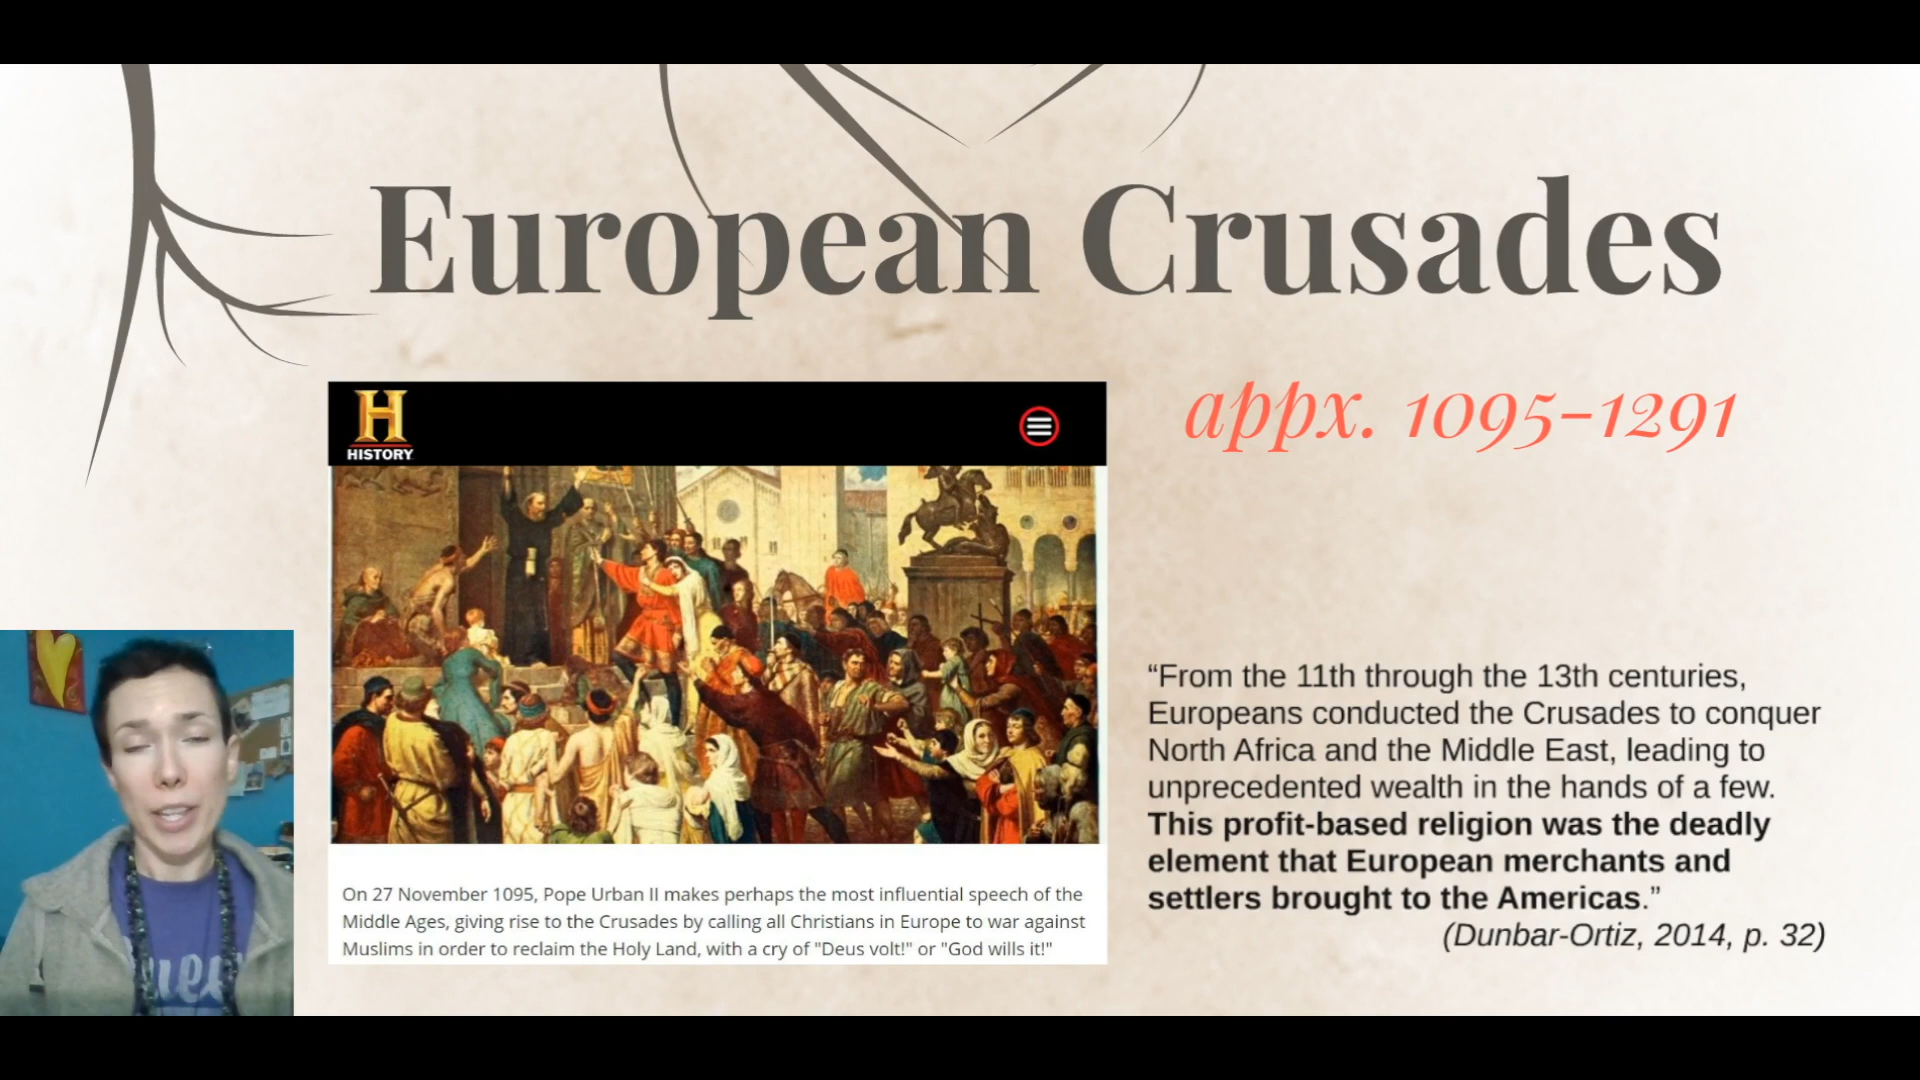 European Crusades
appx. 1095-1291
H
HISTORY
On 27 November 1095, Pope Urban II makes perhaps the most influential speech of the
Middle Ages, giving rise to the Crusades by calling all Christians in Europe to war against
Muslims in order to reclaim the Holy Land, with a cry of "Deus volt!" or "God wills it!"
“From the 11th through the 13th centuries,
Europeans conducted the Crusades to conquer
North Africa and the Middle East, leading to
unprecedented wealth in the hands of a few.
This profit-based religion was the deadly
element that European merchants and
settlers brought to the Americas.”
(Dunbar-Ortiz, 2014, p. 32)